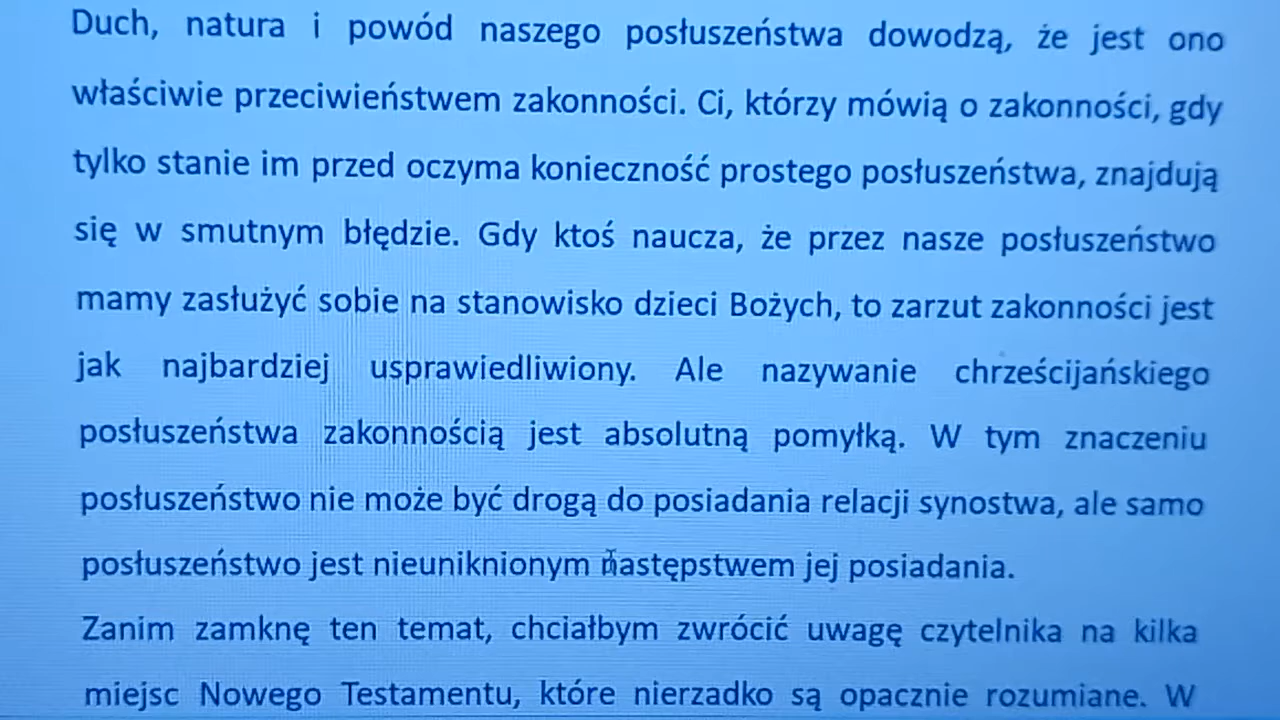 Duch, natura i powód naszego posłuszeństwa dowodzą, że jest ono
właściwie przeciwieństwem zakonności. Ci, którzy mówią o zakonności, gdy
tylko stanie im przed oczyma konieczność prostego posłuszeństwa, znajdują
się w smutnym błędzie. Gdy ktoś naucza, że przez nasze posłuszeństwo
mamy zasłużyć sobie na stanowisko dzieci Bożych, to zarzut zakonności jest
jak najbardziej usprawiedliwiony. Ale nazywanie chrześcijańskiego
posłuszeństwa zakonnością jest absolutną pomyłką. W tym znaczeniu
posłuszeństwo nie może być drogą do posiadania relacji synostwa, ale samo
posłuszeństwo jest nieuniknionym następstwem jej posiadania.
Zanim zamknę ten temat, chciałbym zwrócić uwagę czytelnika na kilka
miejsc Nowego Testamentu, które nierzadko są opacznie rozumiane. W